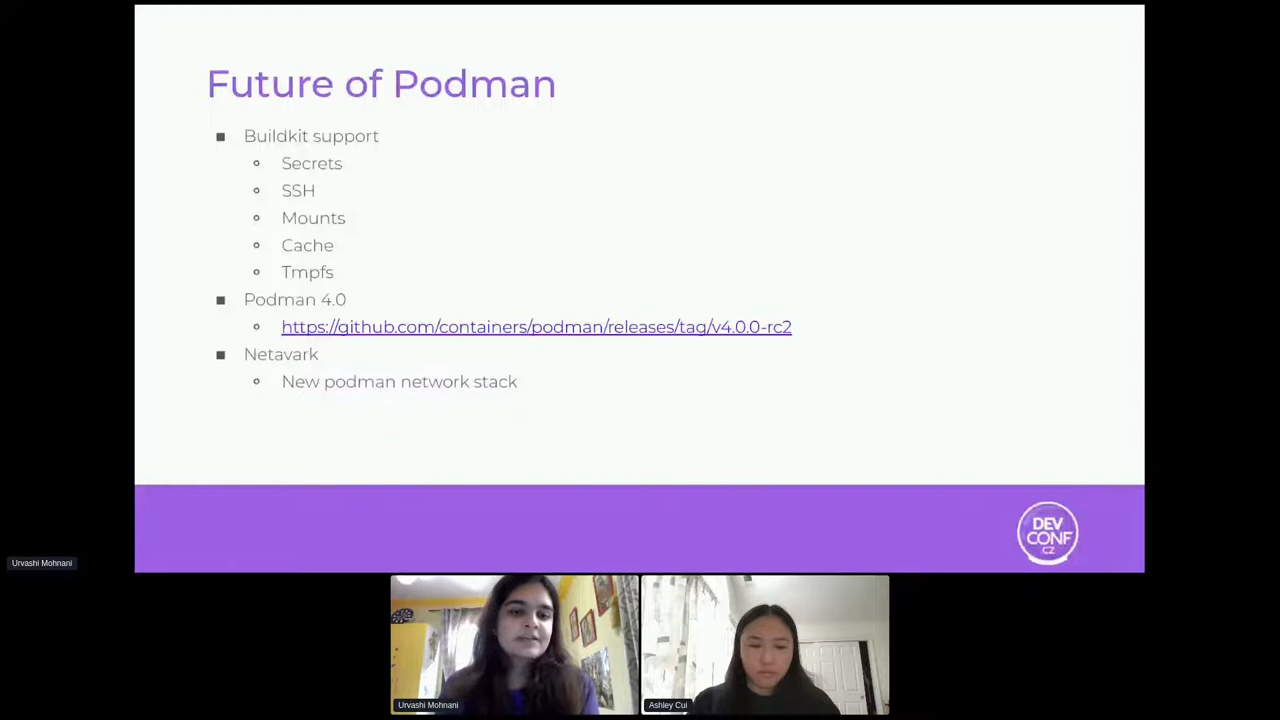 Future of Podman
Buildkit support
Secrets
SSH
Mounts
Cache
Tmpfs
Podman 4.0
https://github.com/containers/podman/releases/tag/v4.0.0-rc2
Netavark
New podman network stack
DEV
CONF
CZ
Urvashi Mohnani
Urvashi Mohnani
Ashley Cui